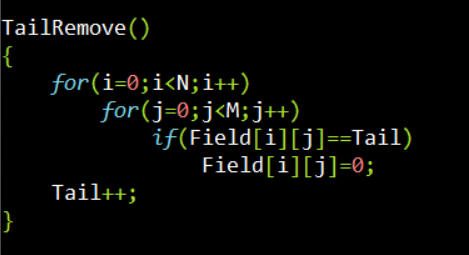 TailRemove()
{
    for(i=0;i<N;i++)
        for(j=0;j<M;j++)
            if(Field[i][j]==Tail)
                Field[i][j]=0;
    Tail++;
}